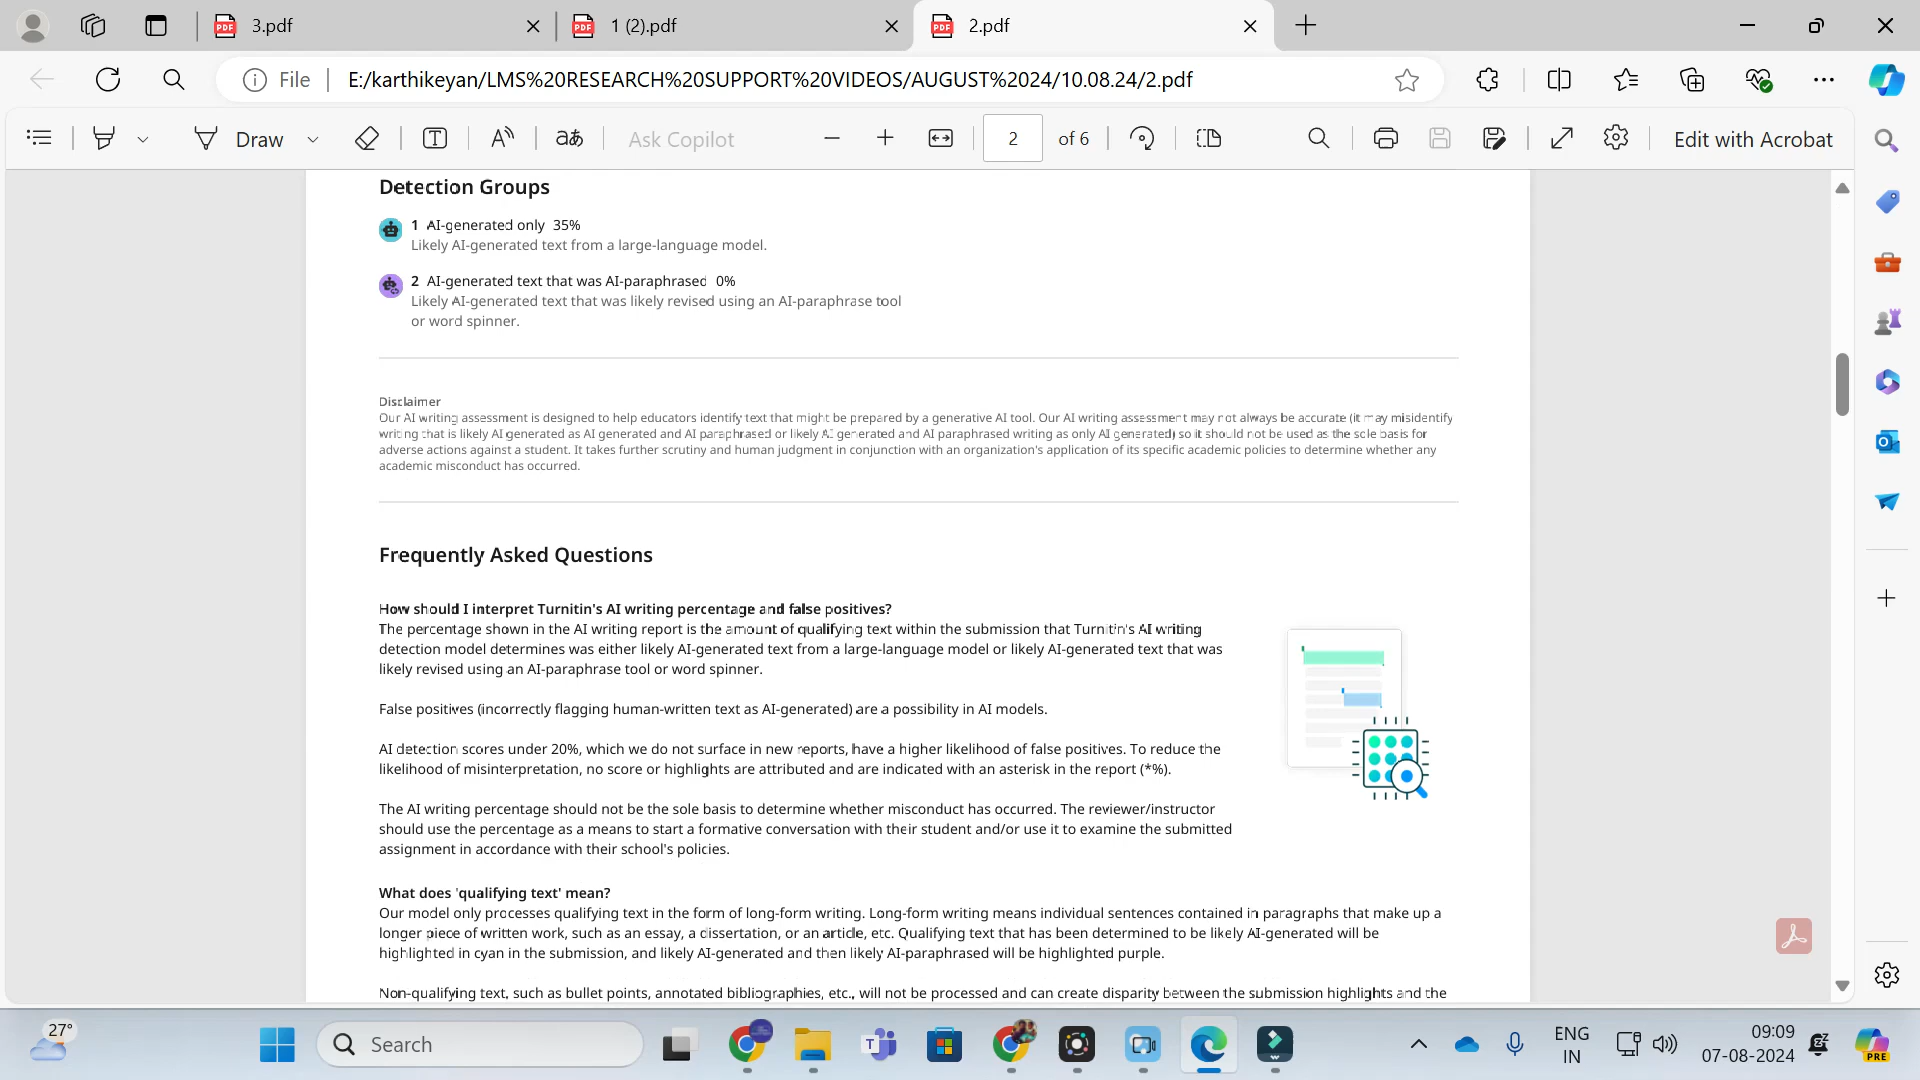 3.pdf
1 (2).pdf
2.pdf
File
E:/karthikeyan/LMS%20RESEARCH%20SUPPORT%20VIDEOS/AUGUST%2024/10.08.24/2.pdf
Draw
Ask Copilot
2 of 6
Edit with Acrobat
Detection Groups
1 AI-generated only 35%
Likely AI-generated text from a large-language model.
2 AI-generated text that was AI-paraphrased 0%
Likely AI-generated text that was likely revised using an AI-paraphrase tool
or word spinner.
Disclaimer
Our AI writing assessment is designed to help educators identify text that might be prepared by a generative AI tool. Our AI writing assessment may not always be accurate (it may misidentify
writing that is likely AI generated as AI generated and AI paraphrased or likely AI generated and AI paraphrased writing as only AI generated) so it should not be used as the sole basis for
adverse actions against a student. It takes further scrutiny and human judgment in conjunction with an organization's application of its specific academic policies to determine whether any
academic misconduct has occurred.
Frequently Asked Questions
How should I interpret Turnitin's AI writing percentage and false positives?
The percentage shown in the AI writing report is the amount of qualifying text within the submission that Turnitin's AI writing
detection model determines was either likely AI-generated text from a large-language model or likely AI-generated text that was
likely revised using an AI-paraphrase tool or word spinner.
False positives (incorrectly flagging human-written text as AI-generated) are a possibility in AI models.
AI detection scores under 20%, which we do not surface in new reports, have a higher likelihood of false positives. To reduce the
likelihood of misinterpretation, no score or highlights are attributed and are indicated with an asterisk in the report (*%).
The AI writing percentage should not be the sole basis to determine whether misconduct has occurred. The reviewer/instructor
should use the percentage as a means to start a formative conversation with their student and/or use it to examine the submitted
assignment in accordance with their school's policies.
What does 'qualifying text' mean?
Our model only processes qualifying text in the form of long-form writing. Long-form writing means individual sentences contained in paragraphs that make up a
longer piece of written work, such as an essay, a dissertation, or an article, etc. Qualifying text that has been determined to be likely AI-generated will be
highlighted in cyan in the submission, and likely AI-generated and then likely AI-paraphrased will be highlighted purple.
Non-qualifying text, such as bullet points, annotated bibliographies, etc., will not be processed and can create disparity between the submission highlights and the
27°
Search
ENG
IN
09:09
07-08-2024
PRE